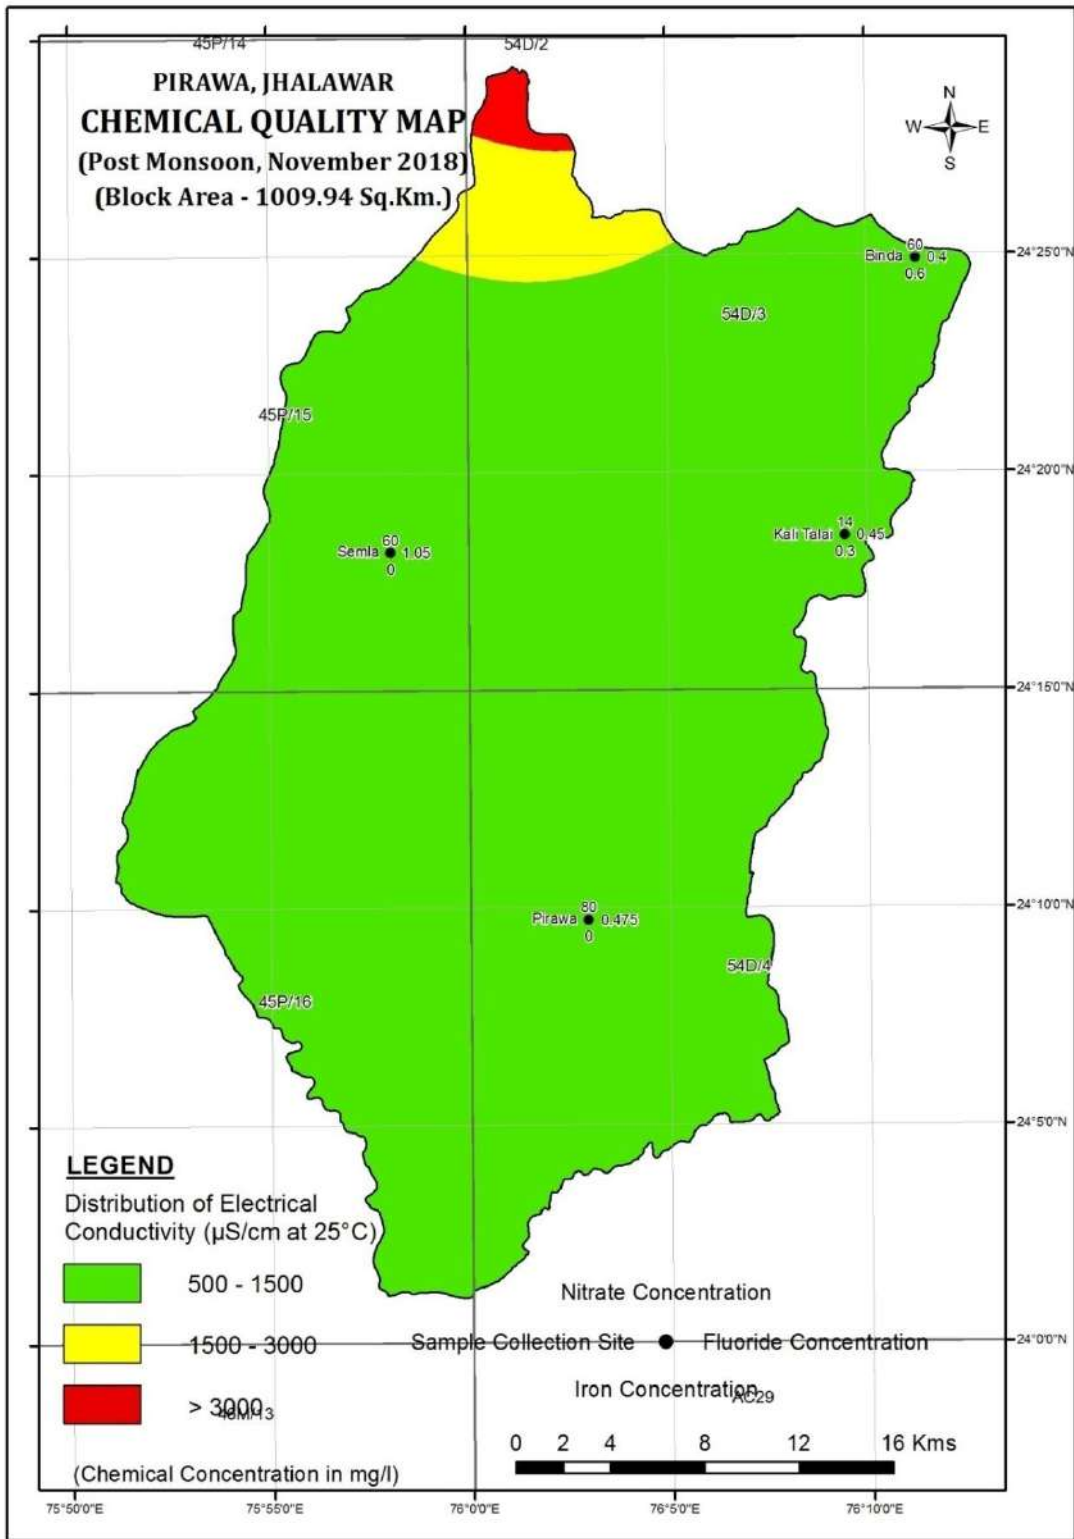 45P/14
54D/2
PIRAWA, JHALAWAR
CHEMICAL QUALITY MAP
(Post Monsoon, November 2018)
(Block Area - 1009.94 Sq.Km.)
N
W E
S
60
Binda 0.4
0.6
24°25'0"N
54D/3
45P/15
24°20'0"N
14
Kali Talai 0.45
0.3
60
Semla 1.05
0
24°15'0"N
80
Pirawa 0.475
0
24°10'0"N
54D/4
45P/16
24°5'0"N
LEGEND
Distribution of Electrical
Conductivity (µS/cm at 25°C)
500 - 1500
1500 - 3000
> 3000
46M/13
(Chemical Concentration in mg/l)
Nitrate Concentration
Sample Collection Site Fluoride Concentration
Iron Concentration
AC29
24°0'0"N
0 2 4 8 12 16 Kms
75°50'0"E 75°55'0"E 76°0'0"E 76°5'0"E 76°10'0"E